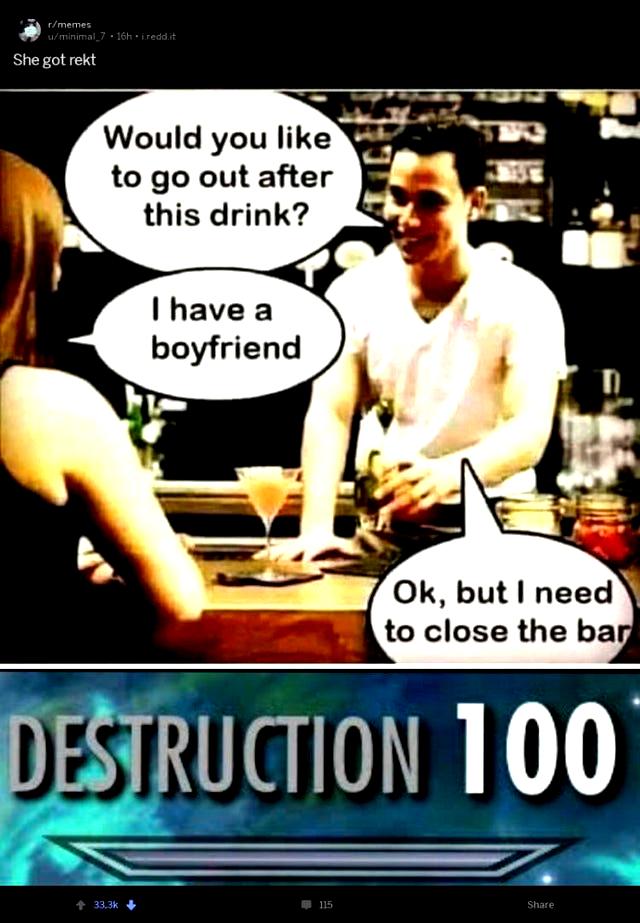 r/memes
u/minimal_7 • 16h • i.redd.it
She got rekt
Would you like
to go out after
this drink?
I have a
boyfriend
Ok, but I need
to close the bar
DESTRUCTION 100
33,3k
115
Share